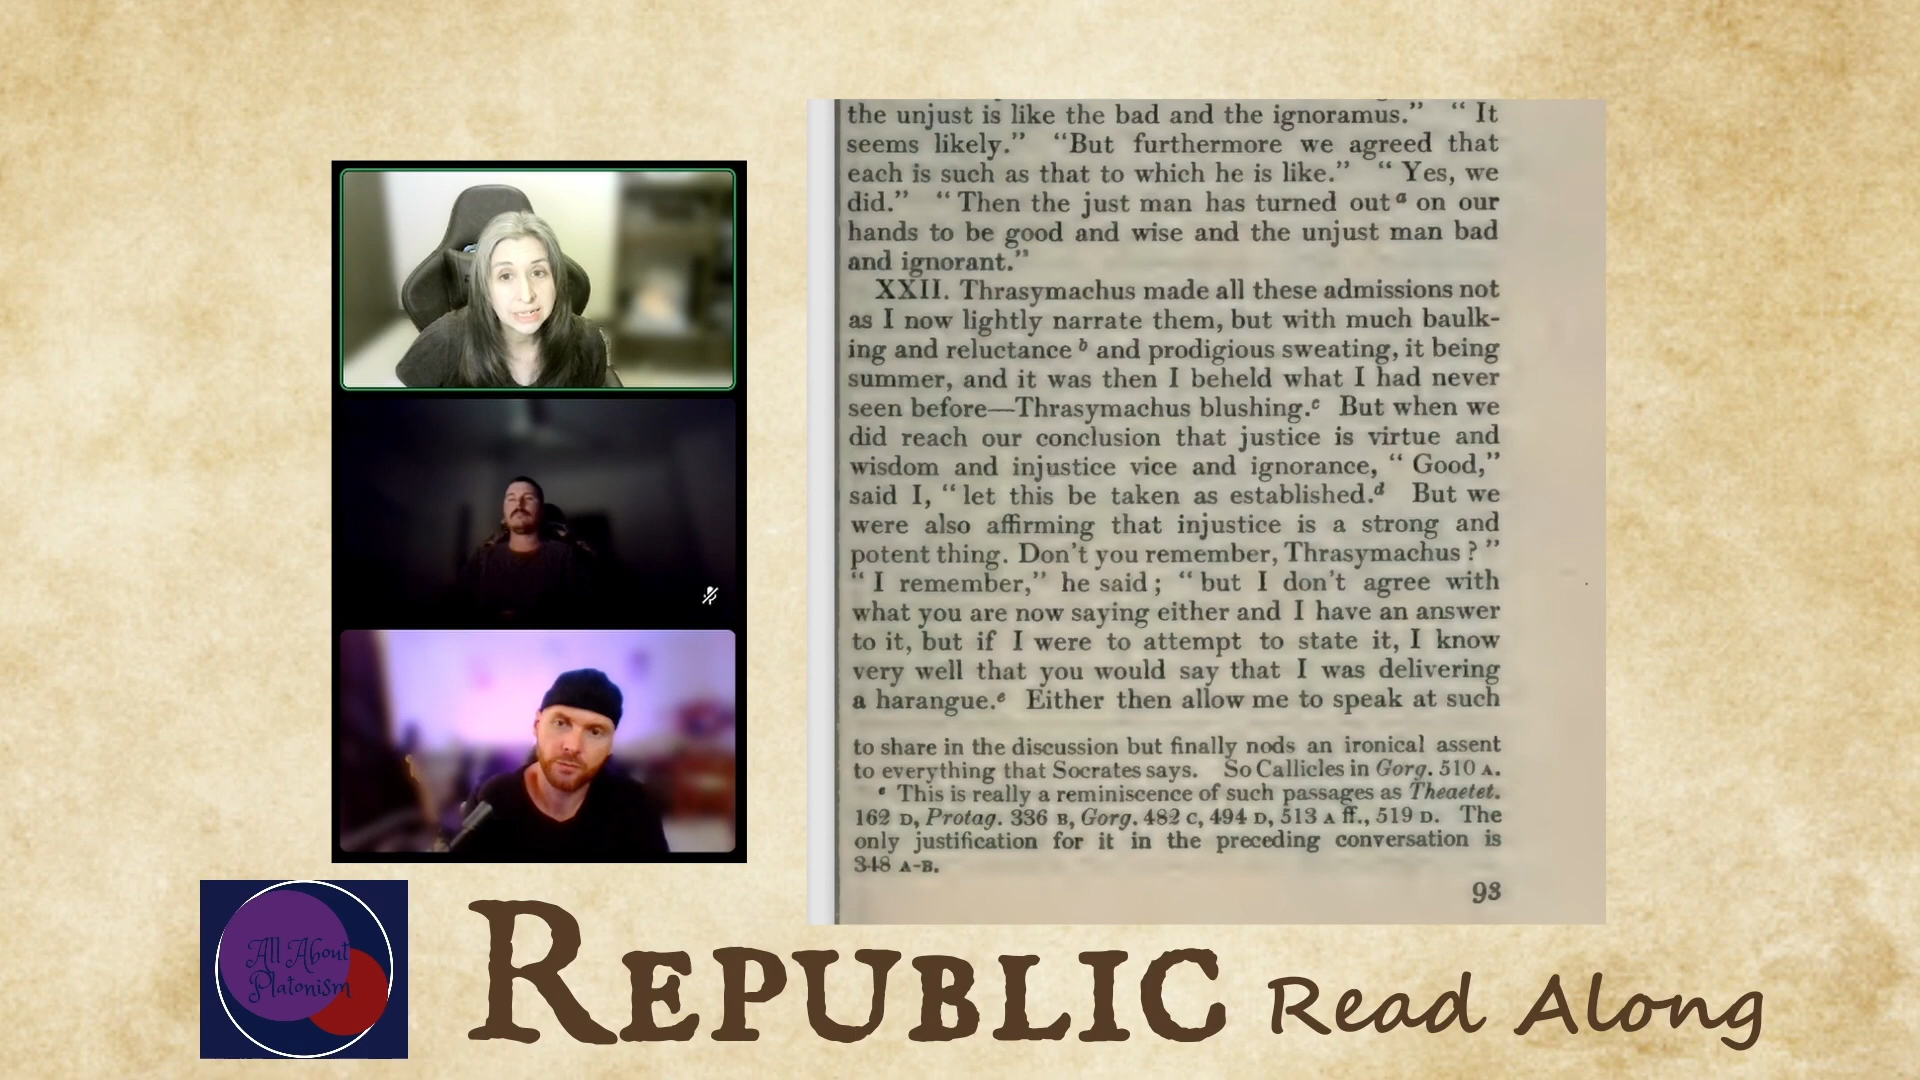 the unjust is like the bad and the ignoramus.” “ It
seems likely.” “But furthermore we agreed that
each is such as that to which he is like.” “ Yes, we
did.” “ Then the just man has turned out a on our
hands to be good and wise and the unjust man bad
and ignorant.”
XXII. Thrasymachus made all these admissions not
as I now lightly narrate them, but with much baulk-
ing and reluctance b and prodigious sweating, it being
summer, and it was then I beheld what I had never
seen before—Thrasymachus blushing.c But when we
did reach our conclusion that justice is virtue and
wisdom and injustice vice and ignorance, “ Good,”
said I, “ let this be taken as established.d But we
were also affirming that injustice is a strong and
potent thing. Don’t you remember, Thrasymachus ? ”
“ I remember,” he said ; “ but I don’t agree with
what you are now saying either and I have an answer
to it, but if I were to attempt to state it, I know
very well that you would say that I was delivering
a harangue.e Either then allow me to speak at such
to share in the discussion but finally nods an ironical assent
to everything that Socrates says. So Callicles in Gorg. 510 A.
e This is really a reminiscence of such passages as Theaetet.
162 D, Protag. 336 B, Gorg. 482 C, 494 D, 513 A ff., 519 D. The
only justification for it in the preceding conversation is
348 A-B.
93
All About
Platonism
REPUBLIC Read Along